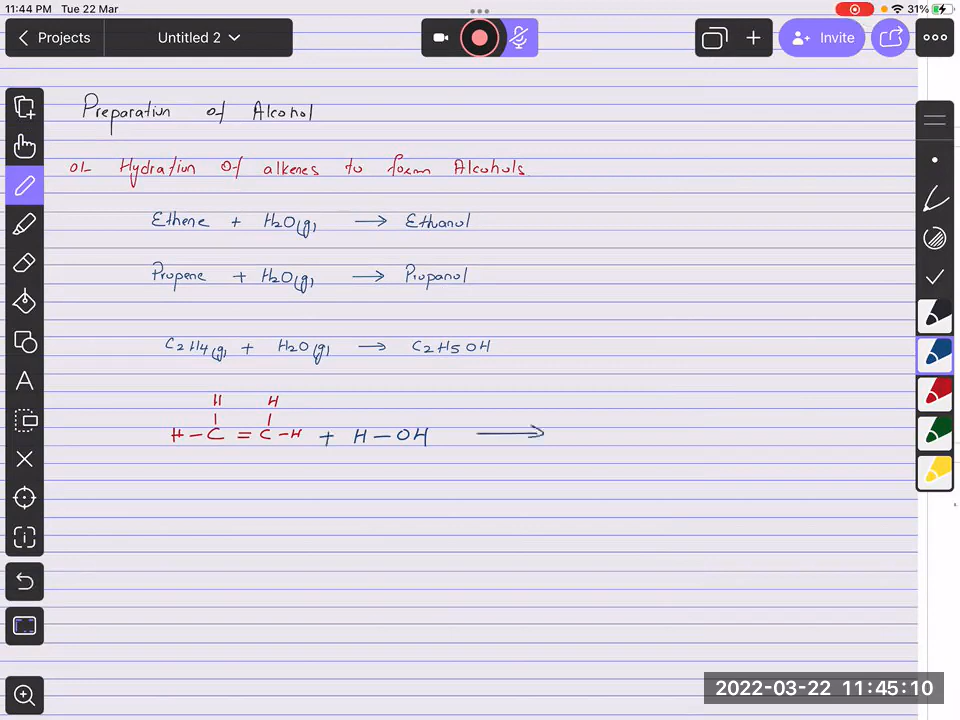 11:44 PM Tue 22 Mar
31%
Projects
Untitled 2
Invite
Preparation of Alcohol
01- Hydration Of alkenes to form Alcohols
Ethene + H2O(g) → Ethanol
Propene + H2O(g) → Propanol
C2H4(g) + H2O(g) → C2H5OH
H H
H - C = C - H + H - OH →
A
2022-03-22 11:45:10